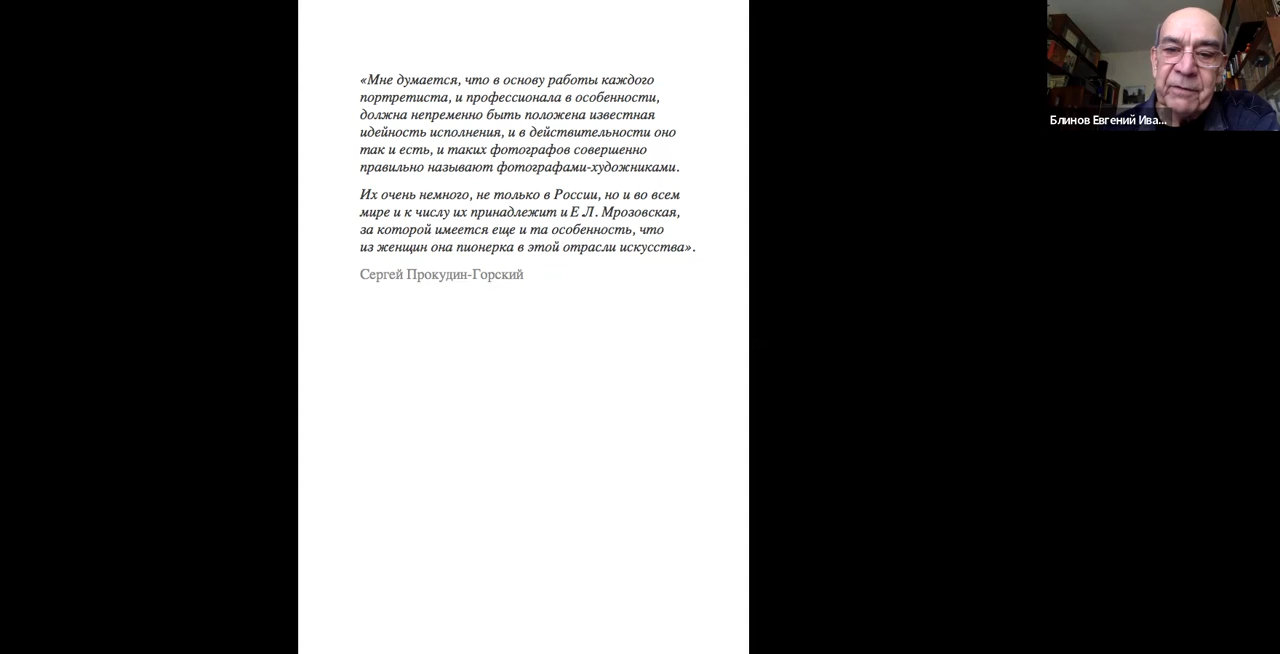 «Мне думается, что в основу работы каждого
портретиста, и профессионала в особенности,
должна непременно быть положена известная
идейность исполнения, и в действительности оно
так и есть, и таких фотографов совершенно
правильно называют фотографами-художниками.
Их очень немного, не только в России, но и во всем
мире и к числу их принадлежит и Е.Л. Мрозовская,
за которой имеется еще и та особенность, что
из женщин она пионерка в этой отрасли искусства».
Сергей Прокудин-Горский
Блинов Евгений Ива...